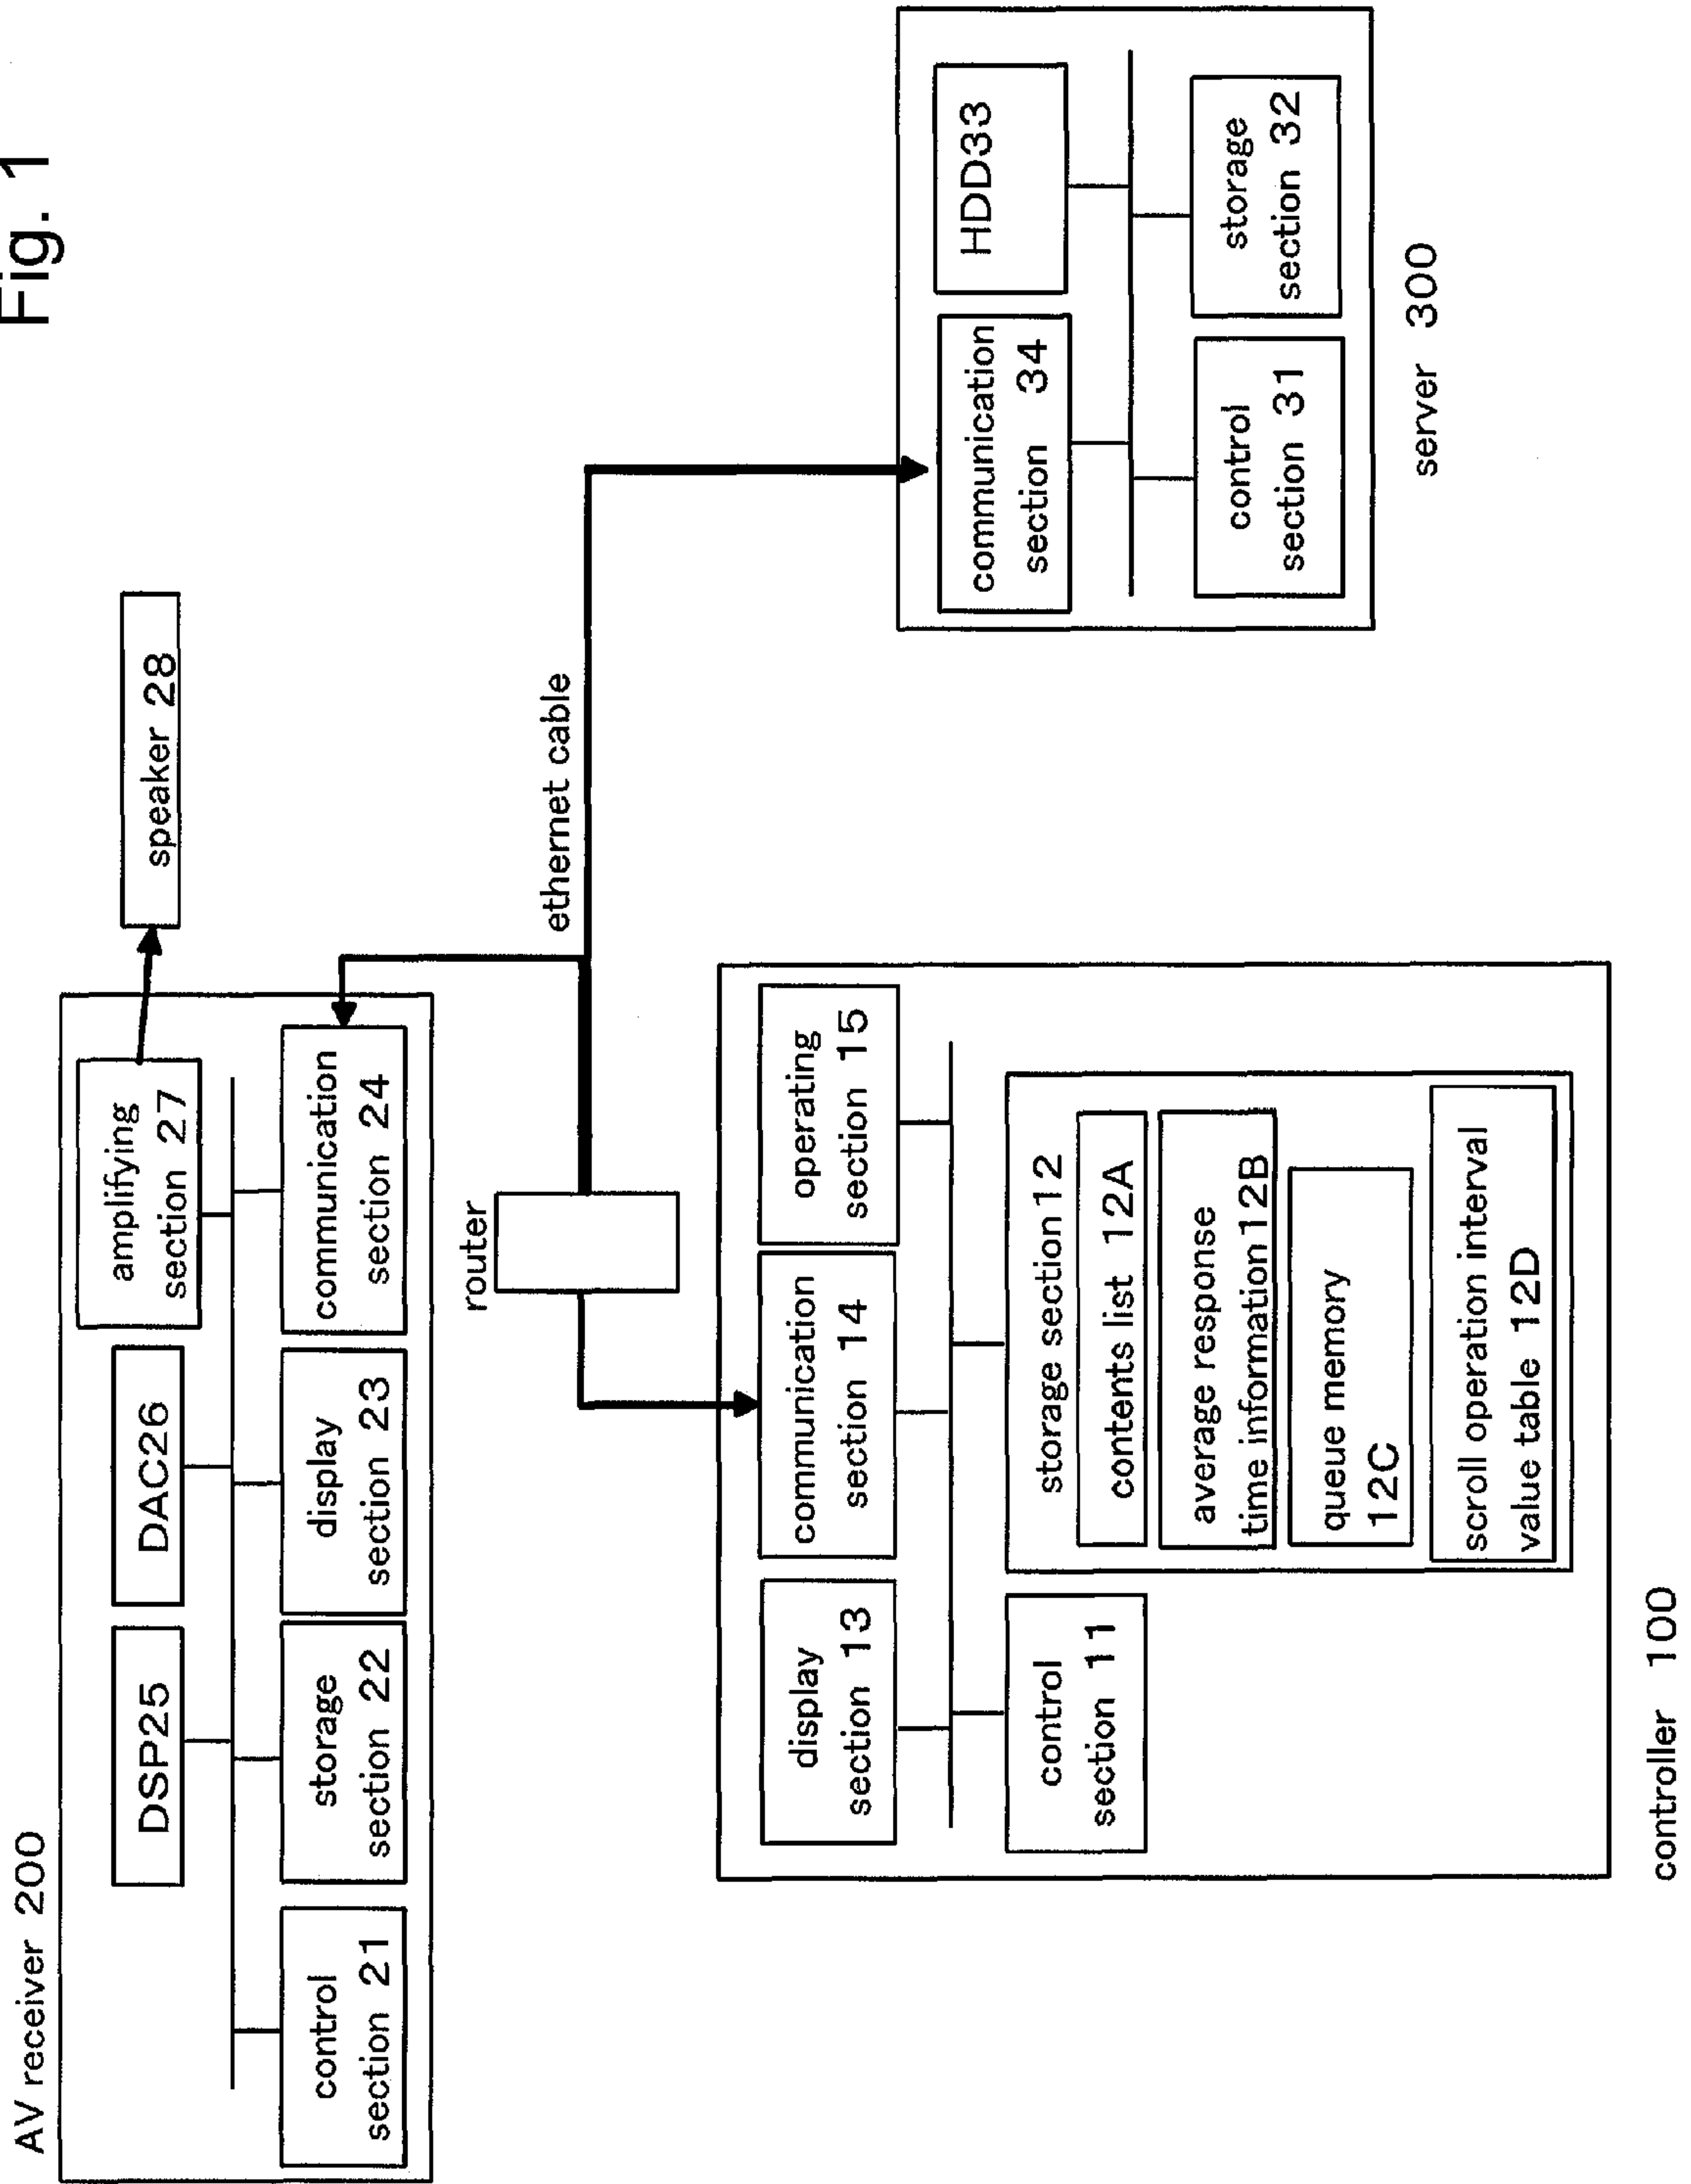 Fig. 1
AV receiver 200
DSP25
DAC26
amplifying
section 27
speaker 28
control
section 21
storage
section 22
display
section 23
communication
section 24
router
ethernet cable
display
section 13
communication
section 14
operating
section 15
control
section 11
storage section12
contents list 12A
average response
time information12B
queue memory
12C
scroll operation interval
value table 12D
controller 100
communication
section 34
HDD33
control
section 31
storage
section 32
server 300